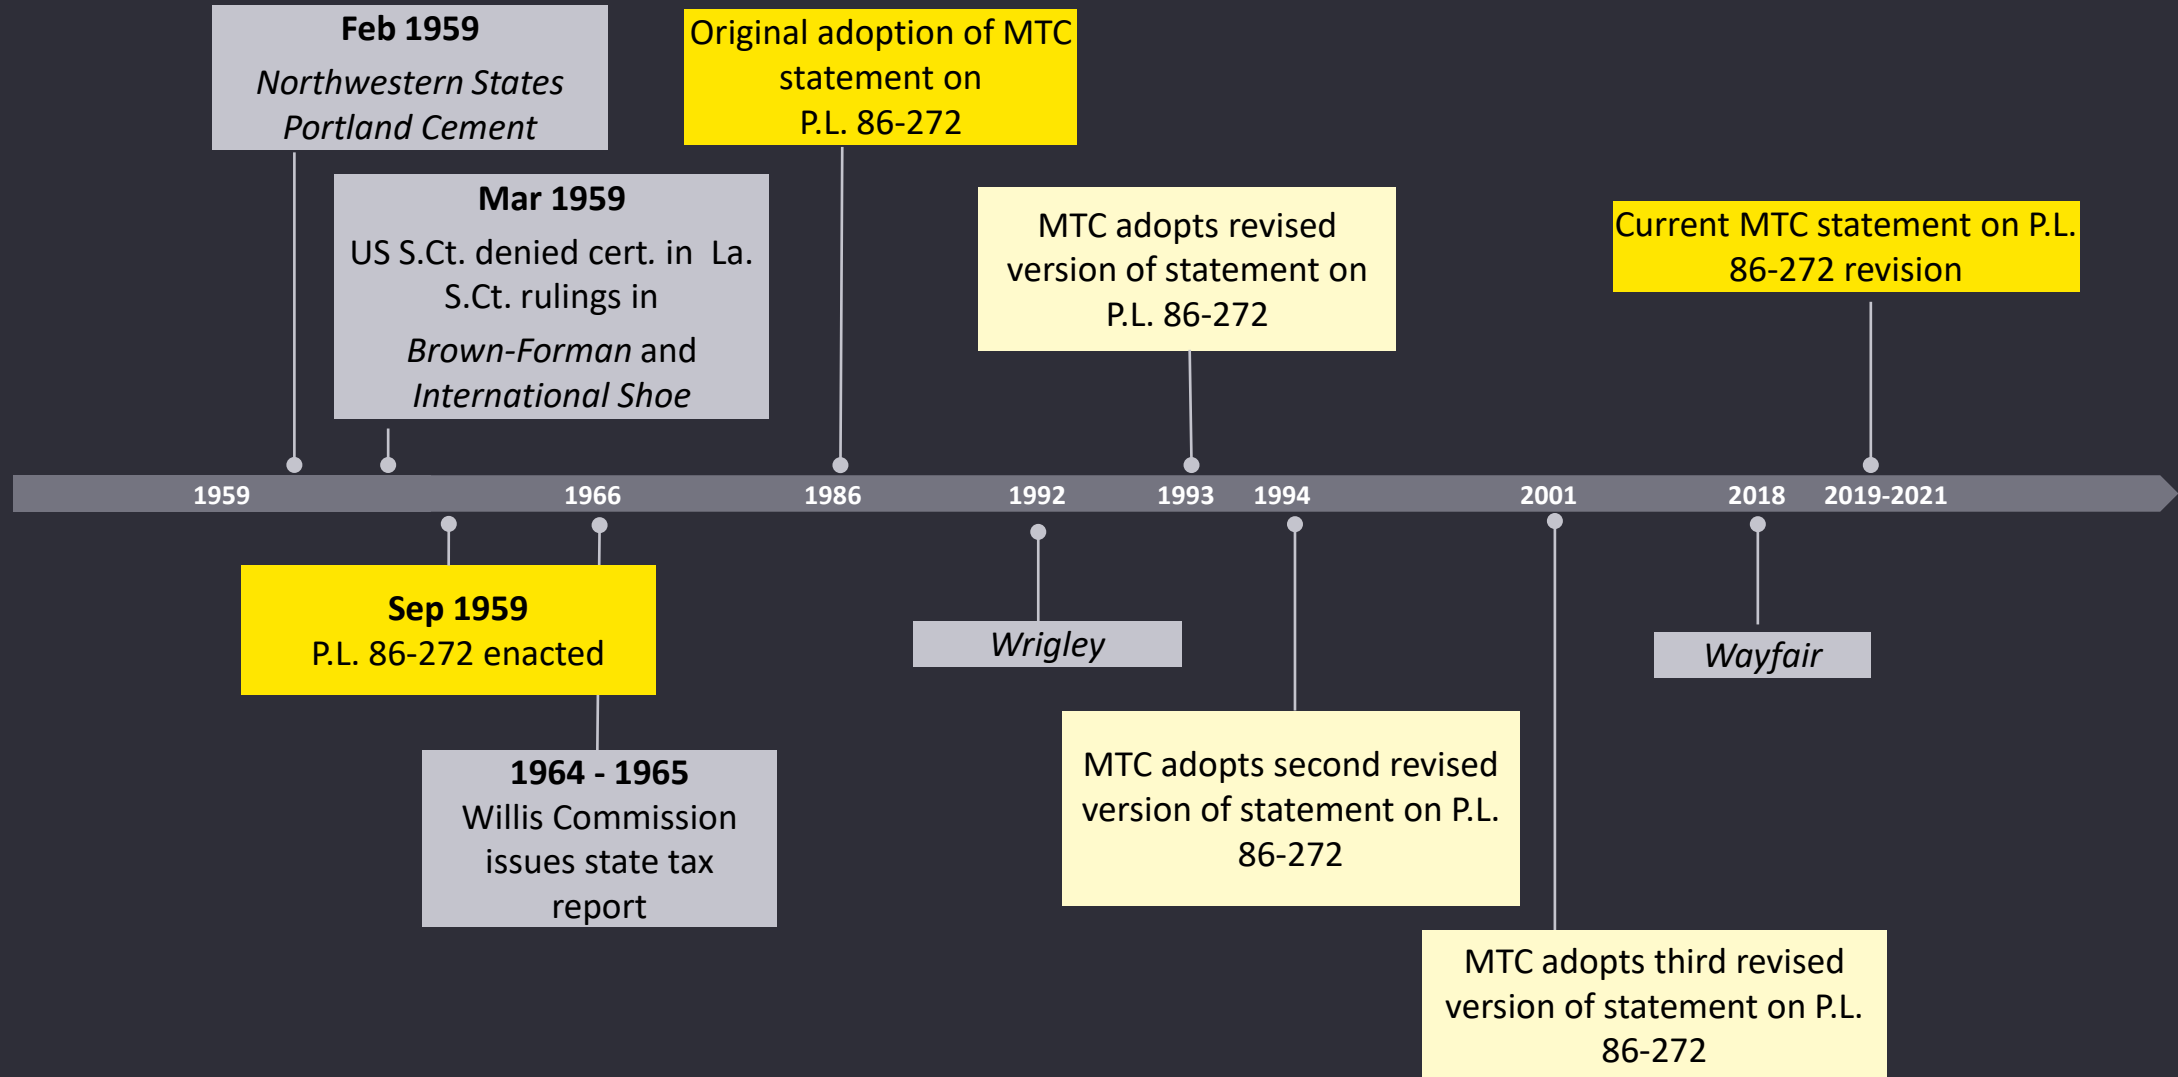 Feb 1959
Northwestern States
Portland Cement
Original adoption of MTC
statement on
P.L. 86-272
Mar 1959
US S.Ct. denied cert. in La.
S.Ct. rulings in
Brown-Forman and
International Shoe
MTC adopts revised
version of statement on
P.L. 86-272
Current MTC statement on P.L.
86-272 revision
1959 1966 1986 1992 1993 1994 2001 2018 2019-2021
Sep 1959
P.L. 86-272 enacted
Wrigley
Wayfair
1964 - 1965
Willis Commission
issues state tax
report
MTC adopts second revised
version of statement on P.L.
86-272
MTC adopts third revised
version of statement on P.L.
86-272